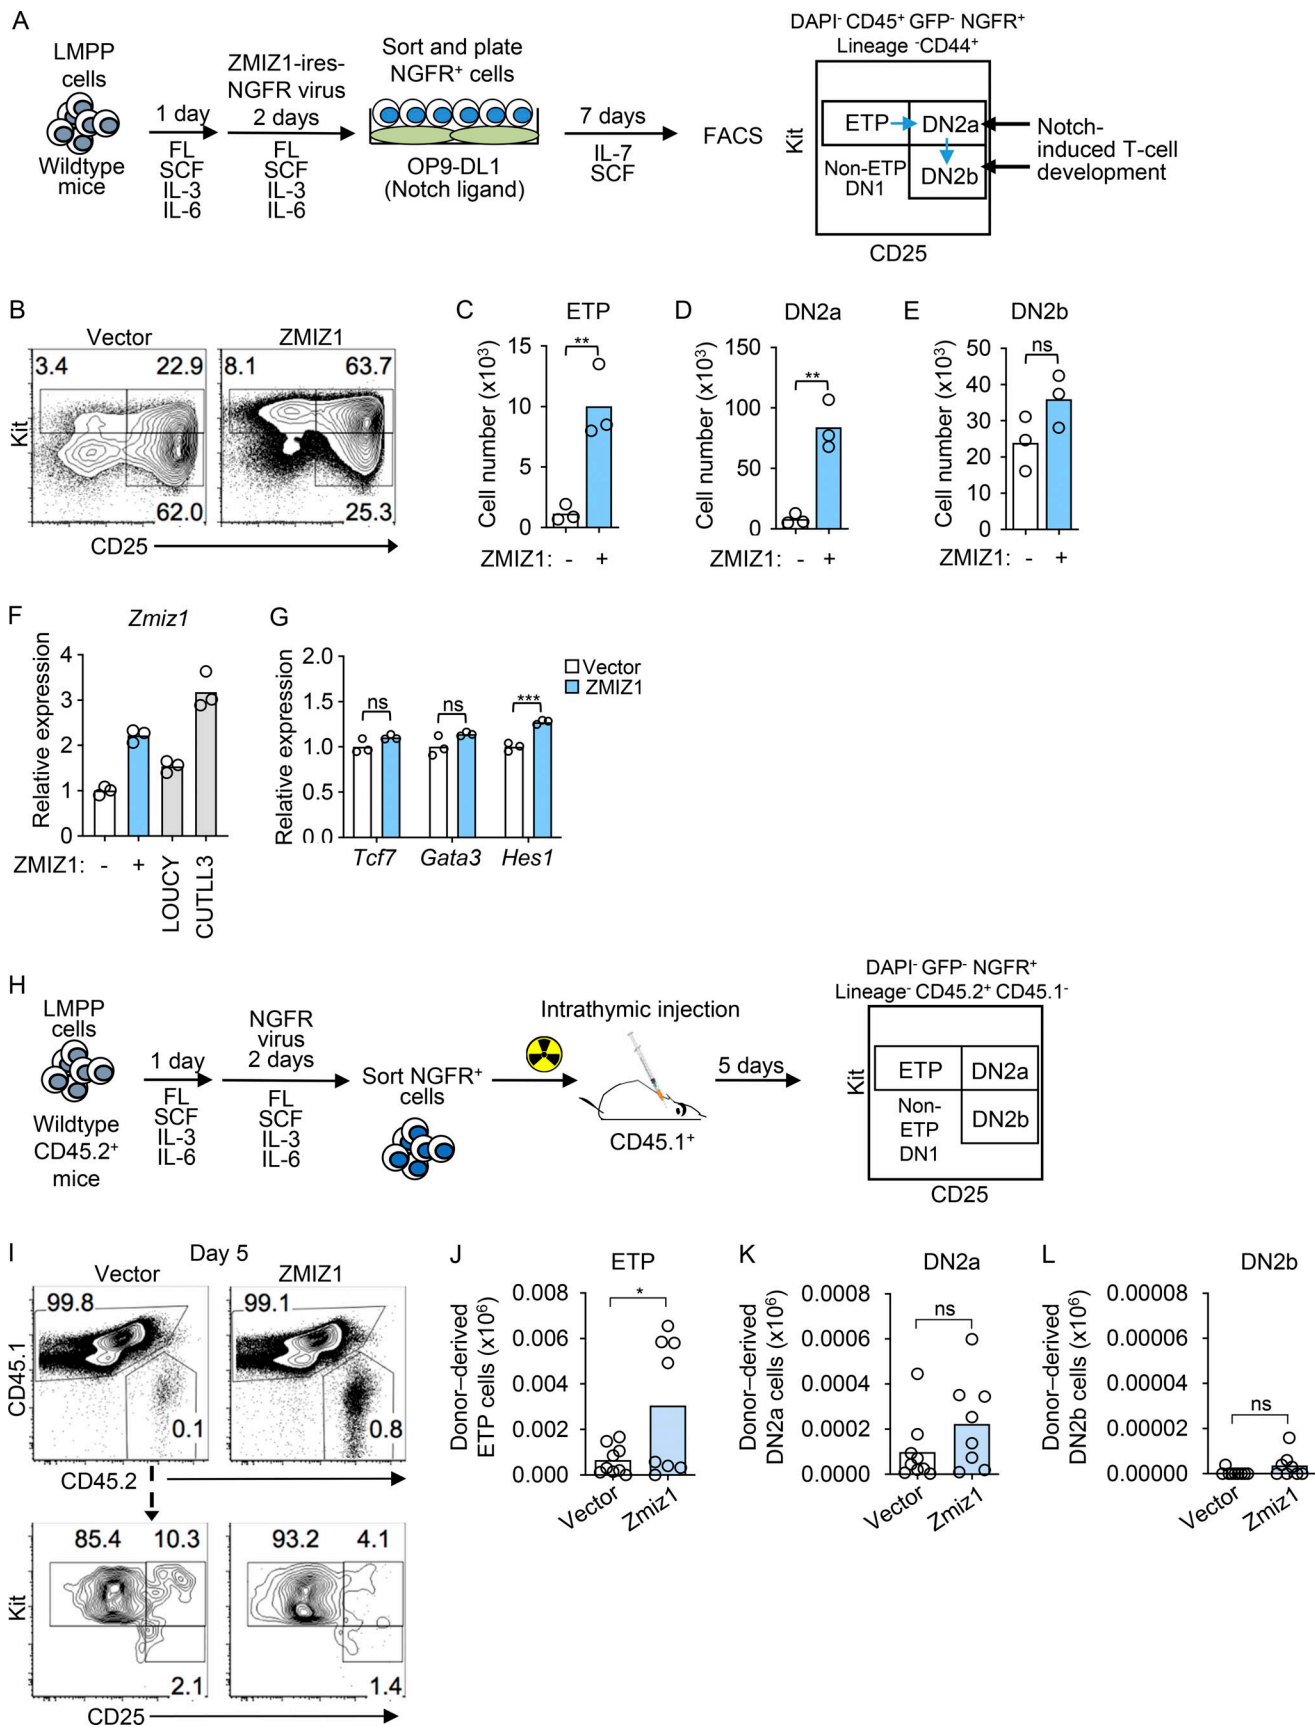 A
LMPP
cells
Wildtype
mice
1 day
FL
SCF
IL-3
IL-6
ZMIZ1-ires-
NGFR virus
2 days
FL
SCF
IL-3
IL-6
Sort and plate
NGFR+ cells
OP9-DL1
(Notch ligand)
7 days
IL-7
SCF
FACS
DAPI- CD45+ GFP- NGFR+
Lineage -CD44+
Kit
ETP
DN2a
Non-ETP
DN1
DN2b
CD25
Notch-
induced T-cell
development
B
Vector
ZMIZ1
3.4
22.9
62.0
8.1
63.7
25.3
Kit
CD25
C
ETP
Cell number (x10³)
15
10
5
0
**
ZMIZ1: - +
D
DN2a
Cell number (x10³)
150
100
50
0
**
ZMIZ1: - +
E
DN2b
Cell number (x10³)
50
40
30
20
10
0
ns
ZMIZ1: - +
F
Zmiz1
Relative expression
4
3
2
1
0
ZMIZ1: - +
LOUCY
CUTLL3
G
Relative expression
2.0
1.5
1.0
0.5
0.0
ns
ns
***
Tcf7
Gata3
Hes1
Vector
ZMIZ1
H
LMPP
cells
Wildtype
CD45.2+
mice
1 day
FL
SCF
IL-3
IL-6
NGFR
virus
2 days
FL
SCF
IL-3
IL-6
Sort NGFR+
cells
Intrathymic injection
CD45.1+
5 days
DAPI- GFP- NGFR+
Lineage- CD45.2+ CD45.1-
Kit
ETP
DN2a
Non-
ETP
DN1
DN2b
CD25
I
Day 5
Vector
ZMIZ1
99.8
0.1
99.1
0.8
CD45.1
CD45.2
85.4
10.3
2.1
93.2
4.1
1.4
Kit
CD25
J
ETP
Donor–derived
ETP cells (x10⁶)
0.008
0.006
0.004
0.002
0.000
*
Vector
Zmiz1
K
DN2a
Donor–derived
DN2a cells (x10⁶)
0.0008
0.0006
0.0004
0.0002
0.0000
ns
Vector
Zmiz1
L
DN2b
Donor–derived
DN2b cells (x10⁶)
0.00008
0.00006
0.00004
0.00002
0.00000
ns
Vector
Zmiz1